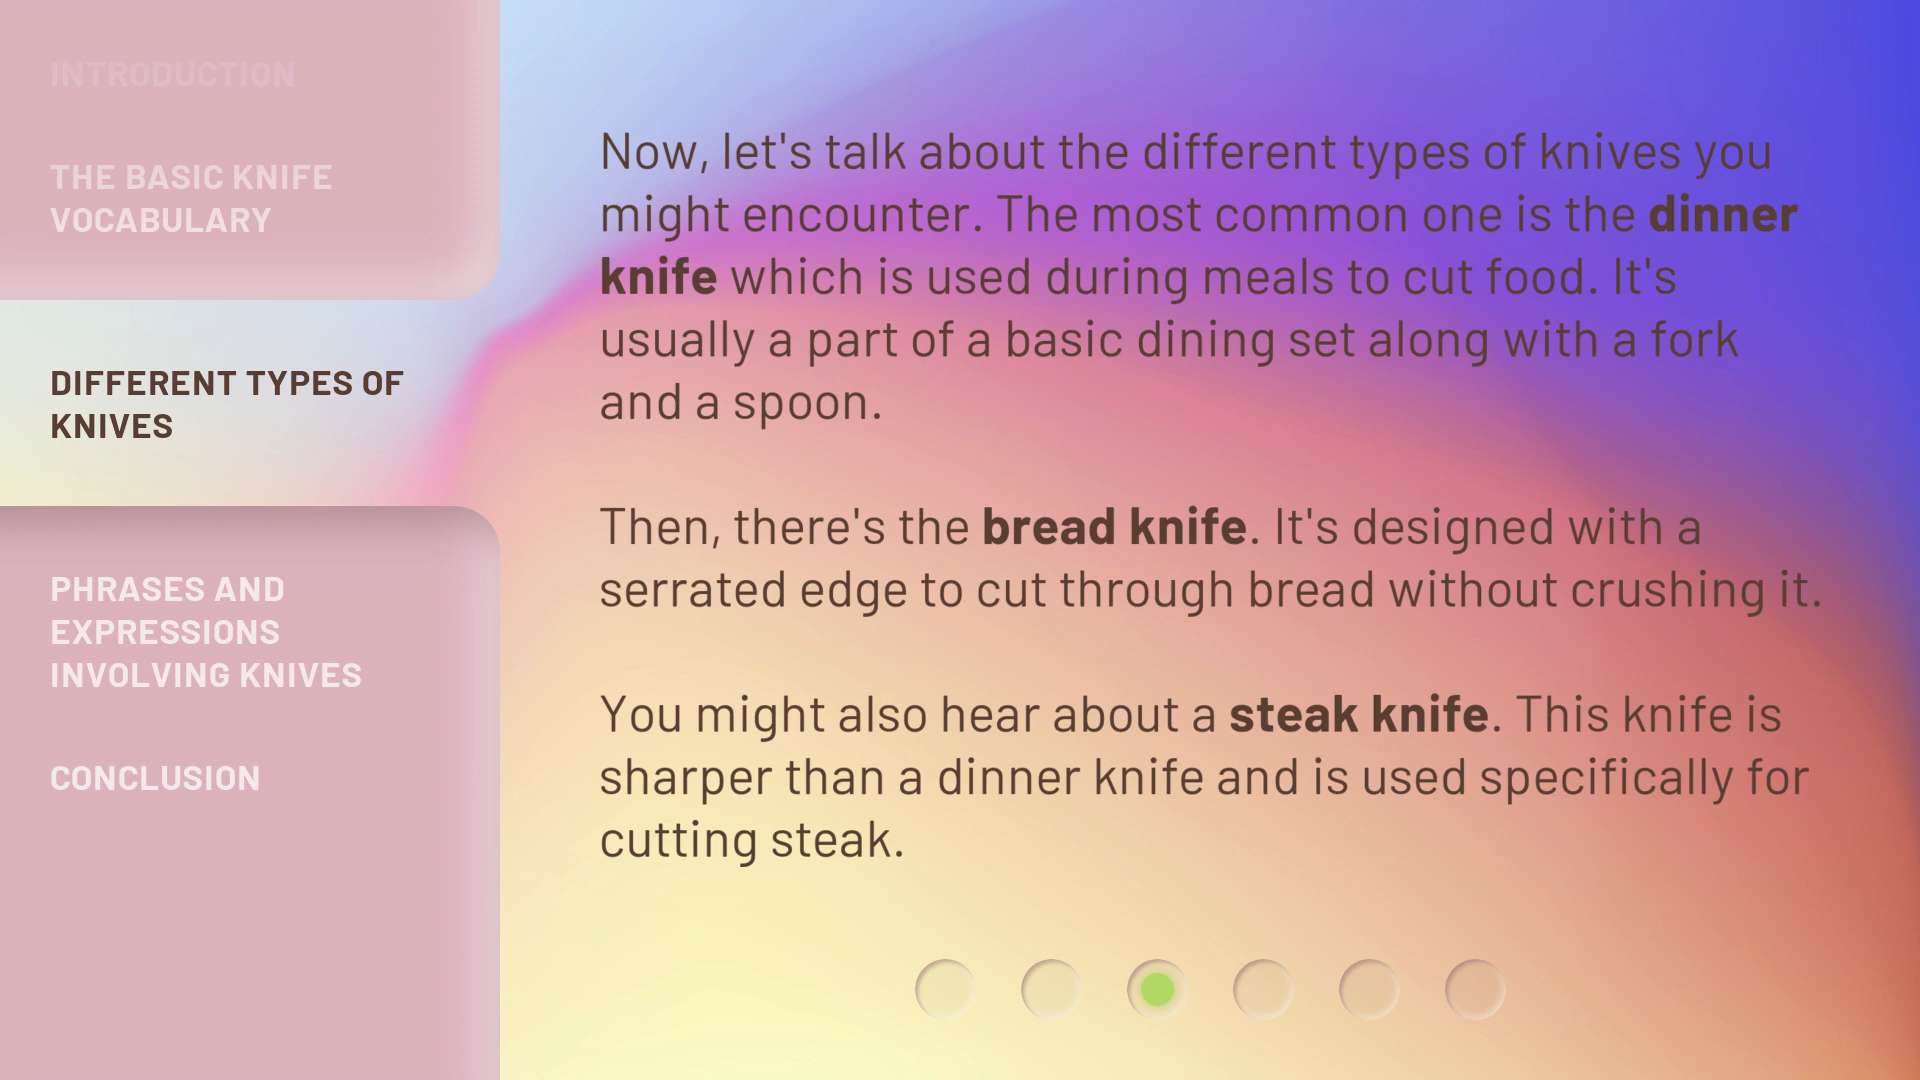 INTRODUCTION
THE BASIC KNIFE
VOCABULARY
DIFFERENT TYPES OF
KNIVES
PHRASES AND
EXPRESSIONS
INVOLVING KNIVES
CONCLUSION
Now, let's talk about the different types of knives you
might encounter. The most common one is the dinner
knife which is used during meals to cut food. It's
usually a part of a basic dining set along with a fork
and a spoon.
Then, there's the bread knife. It's designed with a
serrated edge to cut through bread without crushing it.
You might also hear about a steak knife. This knife is
sharper than a dinner knife and is used specifically for
cutting steak.